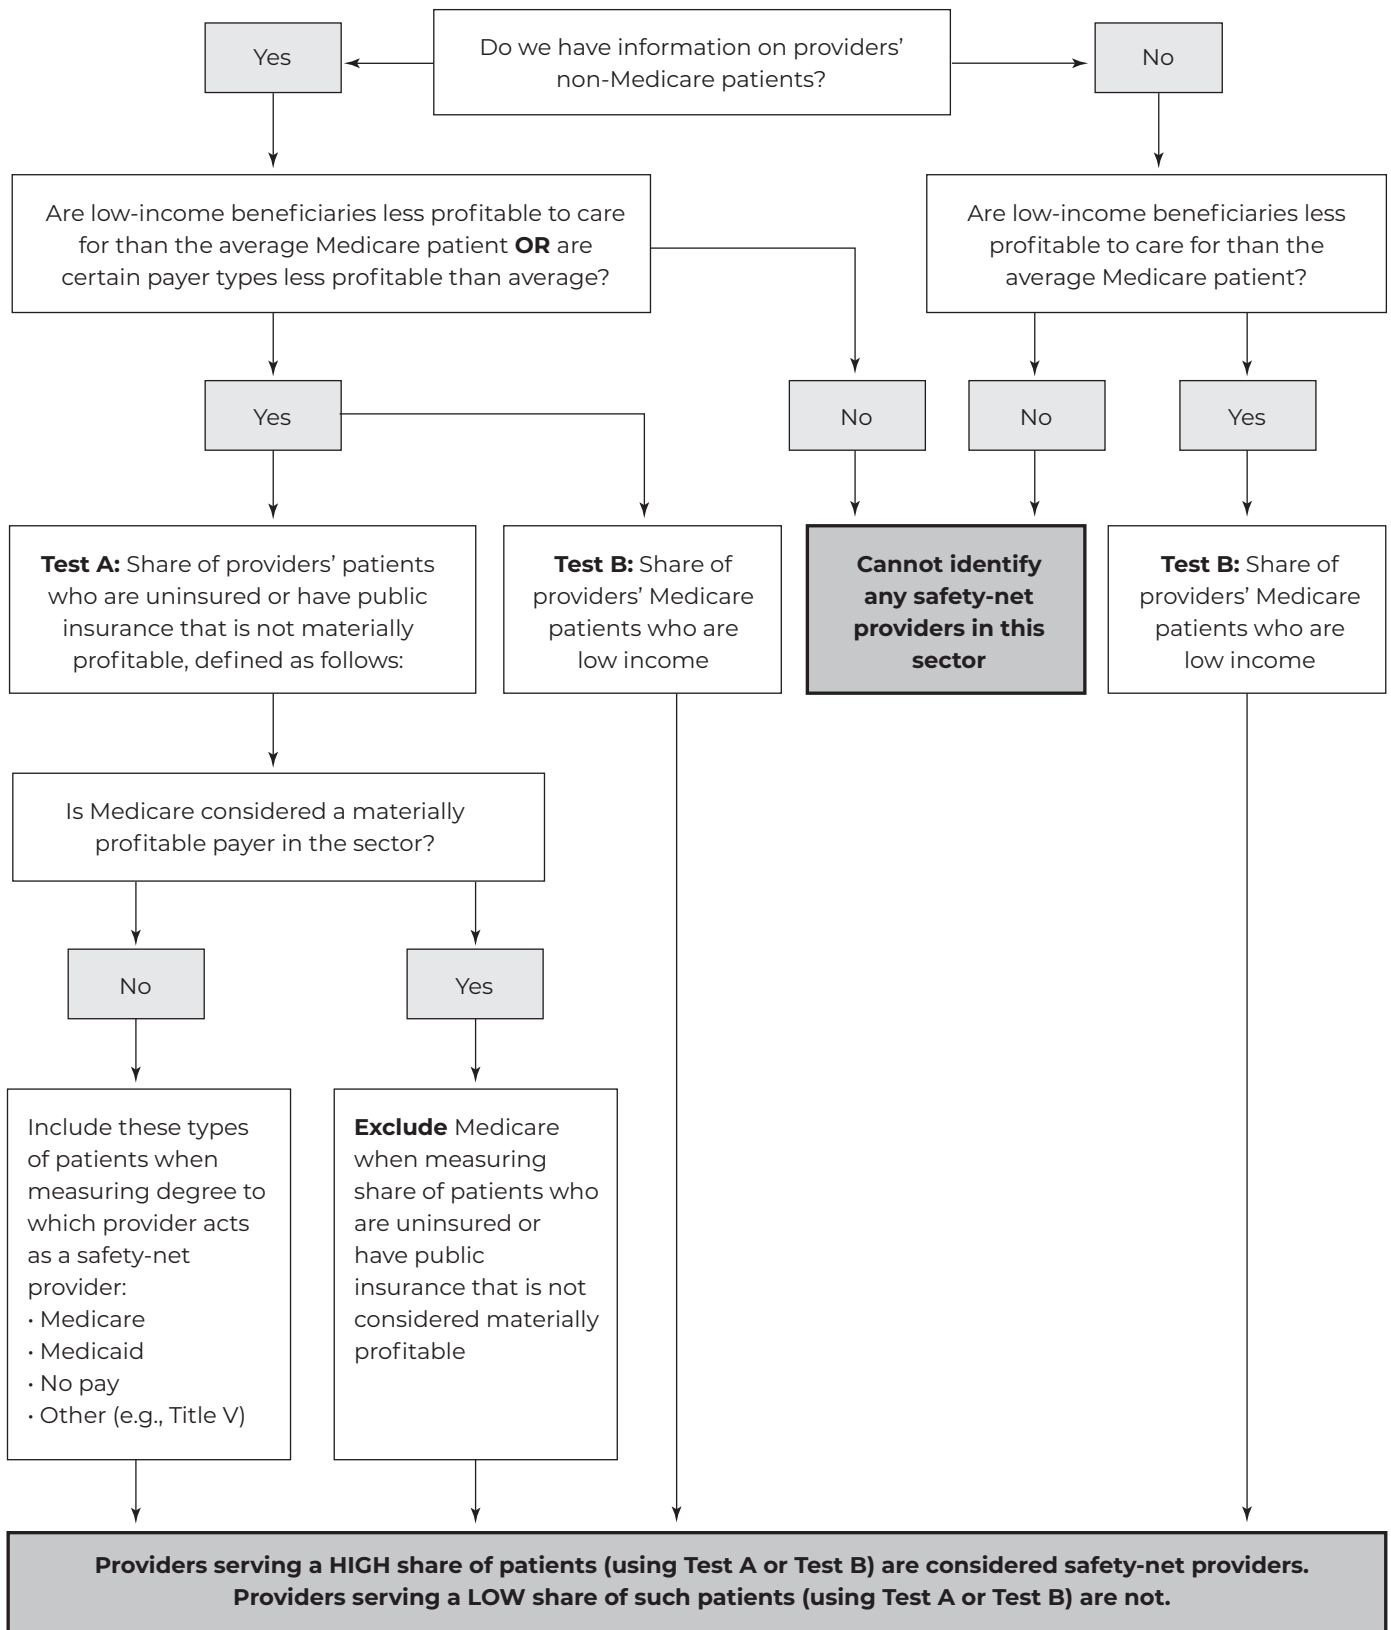 Yes
Do we have information on providers’
non-Medicare patients?
No
Are low-income beneficiaries less profitable to care
for than the average Medicare patient OR are
certain payer types less profitable than average?
Are low-income beneficiaries less
profitable to care for than the
average Medicare patient?
Yes
No
No
Yes
Test A: Share of providers’ patients
who are uninsured or have public
insurance that is not materially
profitable, defined as follows:
Test B: Share of
providers’ Medicare
patients who are
low income
Cannot identify
any safety-net
providers in this
sector
Test B: Share of
providers’ Medicare
patients who are
low income
Is Medicare considered a materially
profitable payer in the sector?
No
Yes
Include these types
of patients when
measuring degree to
which provider acts
as a safety-net
provider:
· Medicare
· Medicaid
· No pay
· Other (e.g., Title V)
Exclude Medicare
when measuring
share of patients who
are uninsured or
have public
insurance that is not
considered materially
profitable
Providers serving a HIGH share of patients (using Test A or Test B) are considered safety-net providers.
Providers serving a LOW share of such patients (using Test A or Test B) are not.